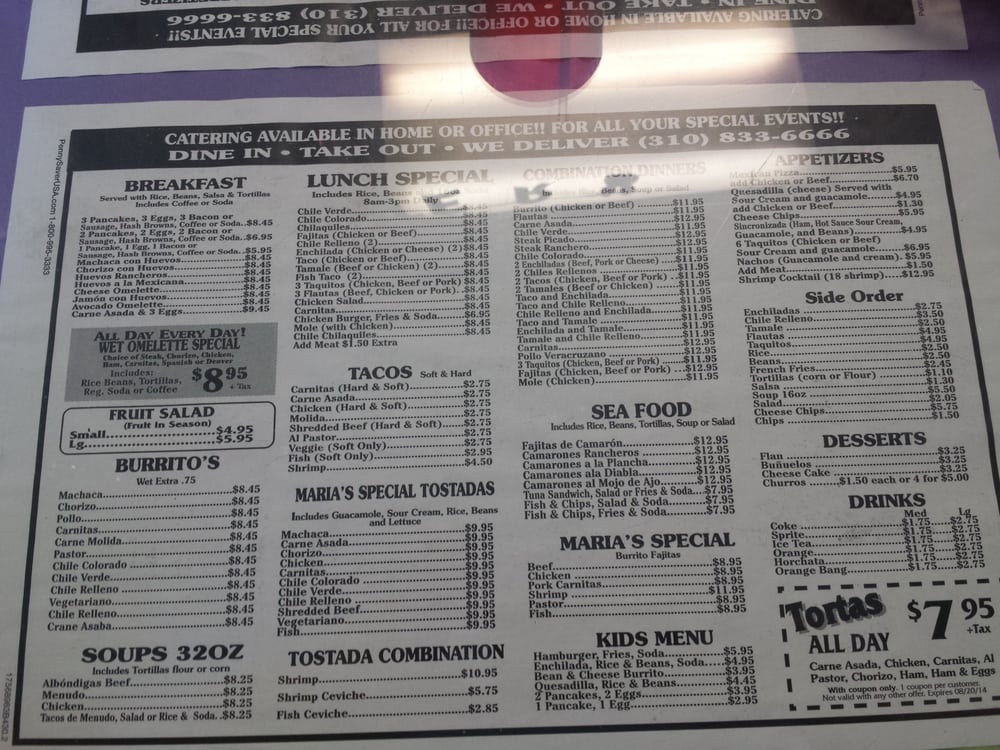 CATERING AVAILABLE IN HOME OR OFFICE!! FOR ALL YOUR SPECIAL EVENTS!!
DINE IN • TAKE OUT • WE DELIVER (310) 833-6666
CATERING AVAILABLE IN HOME OR OFFICE!! FOR ALL YOUR SPECIAL EVENTS!!
DINE IN • TAKE OUT • WE DELIVER (310) 833-6666
PennySaverUSA.com 1-800-996-3333
BREAKFAST
Served with Rice, Beans, Salsa & Tortillas
Includes Coffee or Soda
3 Pancakes, 3 Eggs, 3 Bacon or
Sausage, Hash Browns, Coffee or Soda..$8.45
2 Pancakes, 2 Eggs, 2 Bacon or
Sausage, Hash Browns, Coffee or Soda..$6.95
1 Pancake, 1 Egg, 1 Bacon or
Sausage, Hash Browns, Coffee or Soda...$5.95
Machaca con Huevos...$8.45
Chorizo con Huevos...$8.45
Huevos Rancheros...$8.45
Huevos a la Mexicana...$8.45
Cheese Omelette...$8.45
Jamón con Huevos...$8.45
Avocado Omelette...$8.45
Carne Asada & 3 Eggs...$9.45
ALL DAY EVERY DAY!
WET OMELETTE SPECIAL
Choice of Steak, Chorizo, Chicken,
Ham, Carnitas, Spanish or Denver
Includes:
Rice Beans, Tortillas,
Reg. Soda or Coffee
$8.95
+ Tax
FRUIT SALAD
(Fruit In Season)
Small...$4.95
Lg...$5.95
BURRITO'S
Wet Extra .75
Machaca...$8.45
Chorizo...$8.45
Pollo...$8.45
Carnitas...$8.45
Carne Molida...$8.45
Pastor...$8.45
Chile Colorado...$8.45
Chile Verde...$8.45
Chile Relleno...$8.45
Vegetariano...$8.45
Chile Relleno...$8.45
Crane Asaba...$8.45
SOUPS 32OZ
Includes Tortillas flour or corn
Albóndigas Beef...$8.25
Menudo...$8.25
Chicken...$8.25
Tacos de Menudo, Salad or Rice & Soda..$8.25
LUNCH SPECIAL
Includes Rice, Beans
8am-3pm Daily
Chile Verde...
Chile Colorado...$8.45
Chilaquiles...$8.45
Fajitas (Chicken or Beef)...$8.45
Chile Relleno (2)...$8.45
Enchilada (Chicken or Cheese) (2)$8.45
Taco (Chicken or Beef)...$8.45
Tamale (Beef or Chicken) (2)...$8.45
Fish Taco (2)...$8.45
3 Taquitos (Chicken, Beef or Pork) $8.45
3 Flautas (Beef, Chicken or Pork)..$8.45
Chicken Salad...$8.45
Carnitas...$8.45
Chicken Burger, Fries & Soda...$6.95
Mole (with Chicken)...$8.45
Chile Chilaquiles...$8.45
Add Meat $1.50 Extra
TACOS Soft & Hard
Carnitas (Hard & Soft)...$2.75
Carne Asada...$2.75
Chicken (Hard & Soft)...$2.75
Molida...$2.75
Shredded Beef (Hard & Soft)...$2.75
Al Pastor...$2.75
Veggie (Soft Only)...$2.75
Fish (Soft Only)...$2.95
Shrimp...$4.50
MARIA'S SPECIAL TOSTADAS
Includes Guacamole, Sour Cream, Rice, Beans
and Lettuce
Machaca...$9.95
Carne Asada...$9.95
Chorizo...$9.95
Chicken...$9.95
Carnitas...$9.95
Chile Colorado...$9.95
Chile Verde...$9.95
Chile Relleno...$9.95
Shredded Beef...$9.95
Vegetariano...$9.95
Fish...$9.95
TOSTADA COMBINATION
Shrimp...$10.95
Shrimp Ceviche...$5.75
Fish Ceviche...$2.85
COMBINATION DINNERS
Beans, Soup or Salad
Burrito (Chicken or Beef)...$11.95
Flautas...$11.95
Carne Asada...$12.95
Chile Verde...$11.95
Steak Picado...$12.95
Steak Ranchero...$12.95
Chile Colorado...$11.95
2 Enchiladas (Beef, Pork or Cheese)...$11.95
2 Chiles Rellenos...$11.95
2 Tacos (Chicken, Beef or Pork)...$11.95
2 Tamales (Beef or Chicken)...$11.95
Taco and Enchilada...$11.95
Taco and Chile Relleno...$11.95
Chile Relleno and Enchilada...$11.95
Taco and Tamale...$11.95
Enchilada and Tamale...$11.95
Tamale and Chile Relleno...$11.95
Carnitas...$12.95
Pollo Veracruzano...$12.95
3 Taquitos (Chicken, Beef or Pork)...$11.95
Fajitas (Chicken, Beef or Pork)...$12.95
Mole (Chicken)...$11.95
SEA FOOD
Includes Rice, Beans, Tortillas, Soup or Salad
Fajitas de Camarón...$12.95
Camarones Rancheros...$12.95
Camarones a la Plancha...$12.95
Camarones ala Diabla...$12.95
Camarones al Mojo de Ajo...$12.95
Tuna Sandwich, Salad or Fries & Soda...$7.95
Fish & Chips, Salad & Soda...$7.95
Fish & Chips, Fries & Soda...$7.95
MARIA'S SPECIAL
Burrito Fajitas
Beef...$8.95
Chicken...$8.95
Pork Carnitas...$8.95
Shrimp...$11.95
Pastor...$8.95
Fish...$8.95
KIDS MENU
Hamburger, Fries, Soda...$5.95
Enchilada, Rice & Beans, Soda....$4.95
Bean & Cheese Burrito...$3.95
Quesadilla, Rice & Beans...$4.45
2 Pancakes, 2 Eggs...$3.95
1 Pancake, 1 Egg...$2.95
APPETIZERS
Mexican Pizza...$5.95
add Chicken or Beef...$6.70
Quesadilla (cheese) Served with
Sour Cream and guacamole...$4.95
add Chicken or Beef...$1.30
Cheese Chips...$5.95
Sincronizada (Ham, Hot Sauce Sour Cream,
Guacamole, and Beans)...$4.95
6 Taquitos (Chicken or Beef)
Sour Cream and guacamole...$6.95
Nachos (Guacamole and cream). $5.95
Add Meat...$1.50
Shrimp Cocktail (18 shrimp)....$12.95
Side Order
Enchiladas...$2.75
Chile Relleno...$3.50
Tamale...$2.50
Flautas...$4.95
Taquitos...$4.95
Rice...$2.50
Beans...$2.50
French Fries...$2.45
Tortillas (corn or Flour)...$1.10
Salsa...$1.30
Soup 16oz...$5.50
Salad...$2.05
Cheese Chips...$5.75
Chips...$1.50
DESSERTS
Flan...$3.25
Buñuelos...$3.25
Cheese Cake...$3.25
Churros...$1.50 each or 4 for $5.00
DRINKS
Med Lg
Coke...$1.75...$2.75
Sprite...$1.75...$2.75
Ice Tea...$1.75...$2.75
Orange...$1.75...$2.75
Horchata...$1.75...$2.75
Orange Bang...$1.75...$2.75
Tortas $7.95
+Tax
ALL DAY
Carne Asada, Chicken, Carnitas, Al
Pastor, Chorizo, Ham, Ham & Eggs
With coupon only. 1 coupon per customer.
Not valid with any other offer. Expires 08/20/14